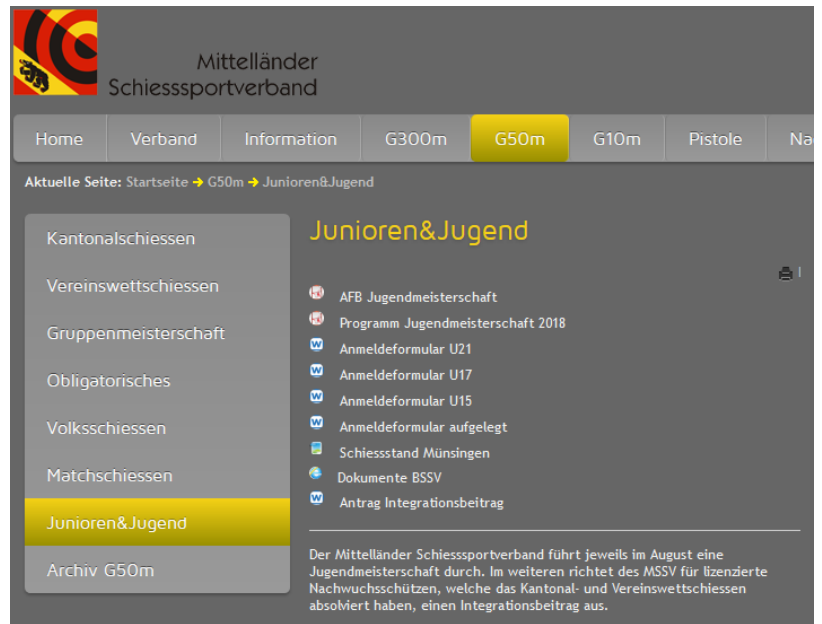 Mittelländer
Schiesssportverband
Home Verband Information G300m G50m G10m Pistole
Aktuelle Seite: Startseite → G50m → Junioren&Jugend
Kantonalschiessen
Vereinswettschiessen
Gruppenmeisterschaft
Obligatorisches
Volksschiessen
Matchschiessen
Junioren&Jugend
Archiv G50m
Junioren&Jugend
AFB Jugendmeisterschaft
Programm Jugendmeisterschaft 2018
Anmeldeformular U21
Anmeldeformular U17
Anmeldeformular U15
Anmeldeformular aufgelegt
Schiessstand Münsingen
Dokumente BSSV
Antrag Integrationsbeitrag
Der Mittelländer Schiesssportverband führt jeweils im August eine
Jugendmeisterschaft durch. Im weiteren richtet des MSSV für lizenzierte
Nachwuchsschützen, welche das Kantonal- und Vereinswettschiessen
absolviert haben, einen Integrationsbeitrag aus.